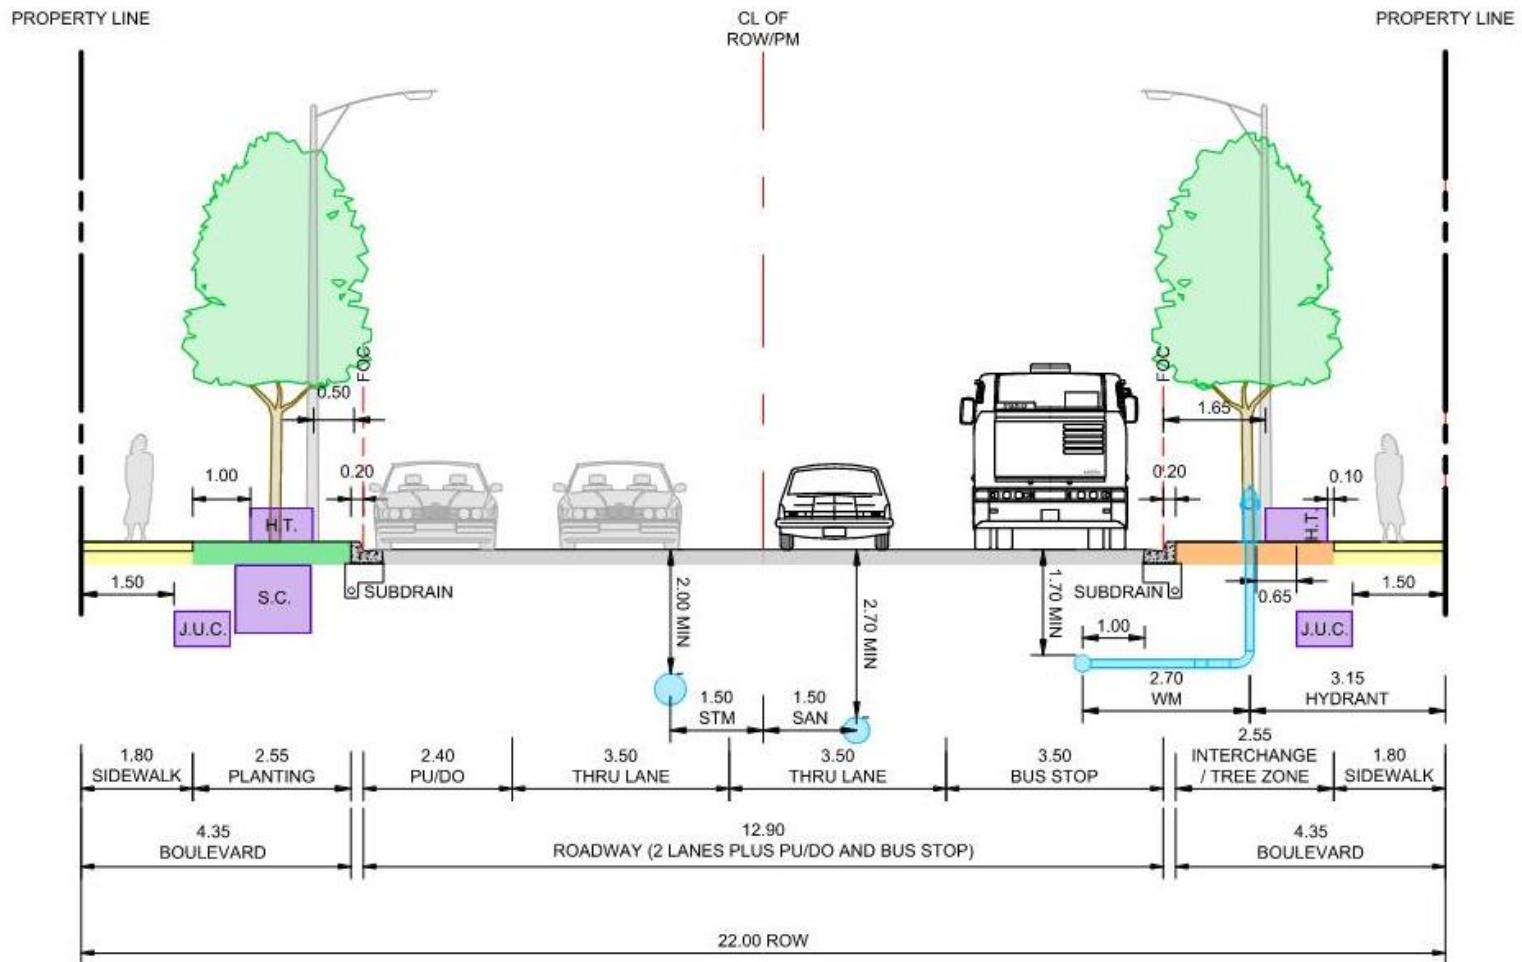 PROPERTY LINE
CL OF
ROW/PM
PROPERTY LINE
FOC
FOC
0.50
1.65
1.00
0.20
0.20
0.10
H.T.
H.T.
1.50
S.C.
J.U.C.
SUBDRAIN
2.00 MIN
2.70 MIN
1.70 MIN
SUBDRAIN
0.65
1.50
J.U.C.
1.00
1.50
STM
1.50
SAN
2.70
WM
3.15
HYDRANT
1.80
SIDEWALK
2.55
PLANTING
2.40
PU/DO
3.50
THRU LANE
3.50
THRU LANE
3.50
BUS STOP
2.55
INTERCHANGE
/ TREE ZONE
1.80
SIDEWALK
4.35
BOULEVARD
12.90
ROADWAY (2 LANES PLUS PU/DO AND BUS STOP)
4.35
BOULEVARD
22.00 ROW